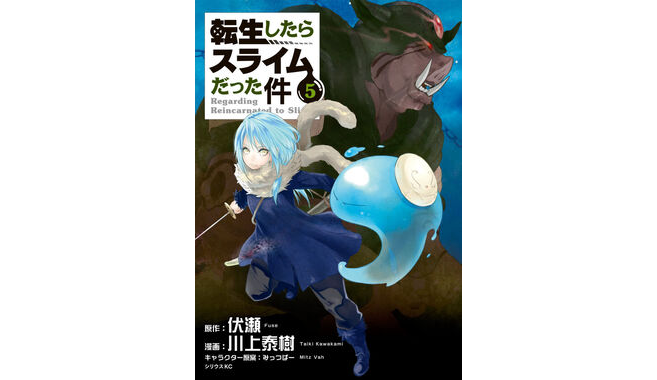 転生したら
スライム
だった件 5
Regarding
Reincarnated to Sli
原作：伏瀬 Fuse
漫画：川上泰樹 Taiki Kawakami
キャラクター原案：みっつばー Mitz Vah
シリウスKC